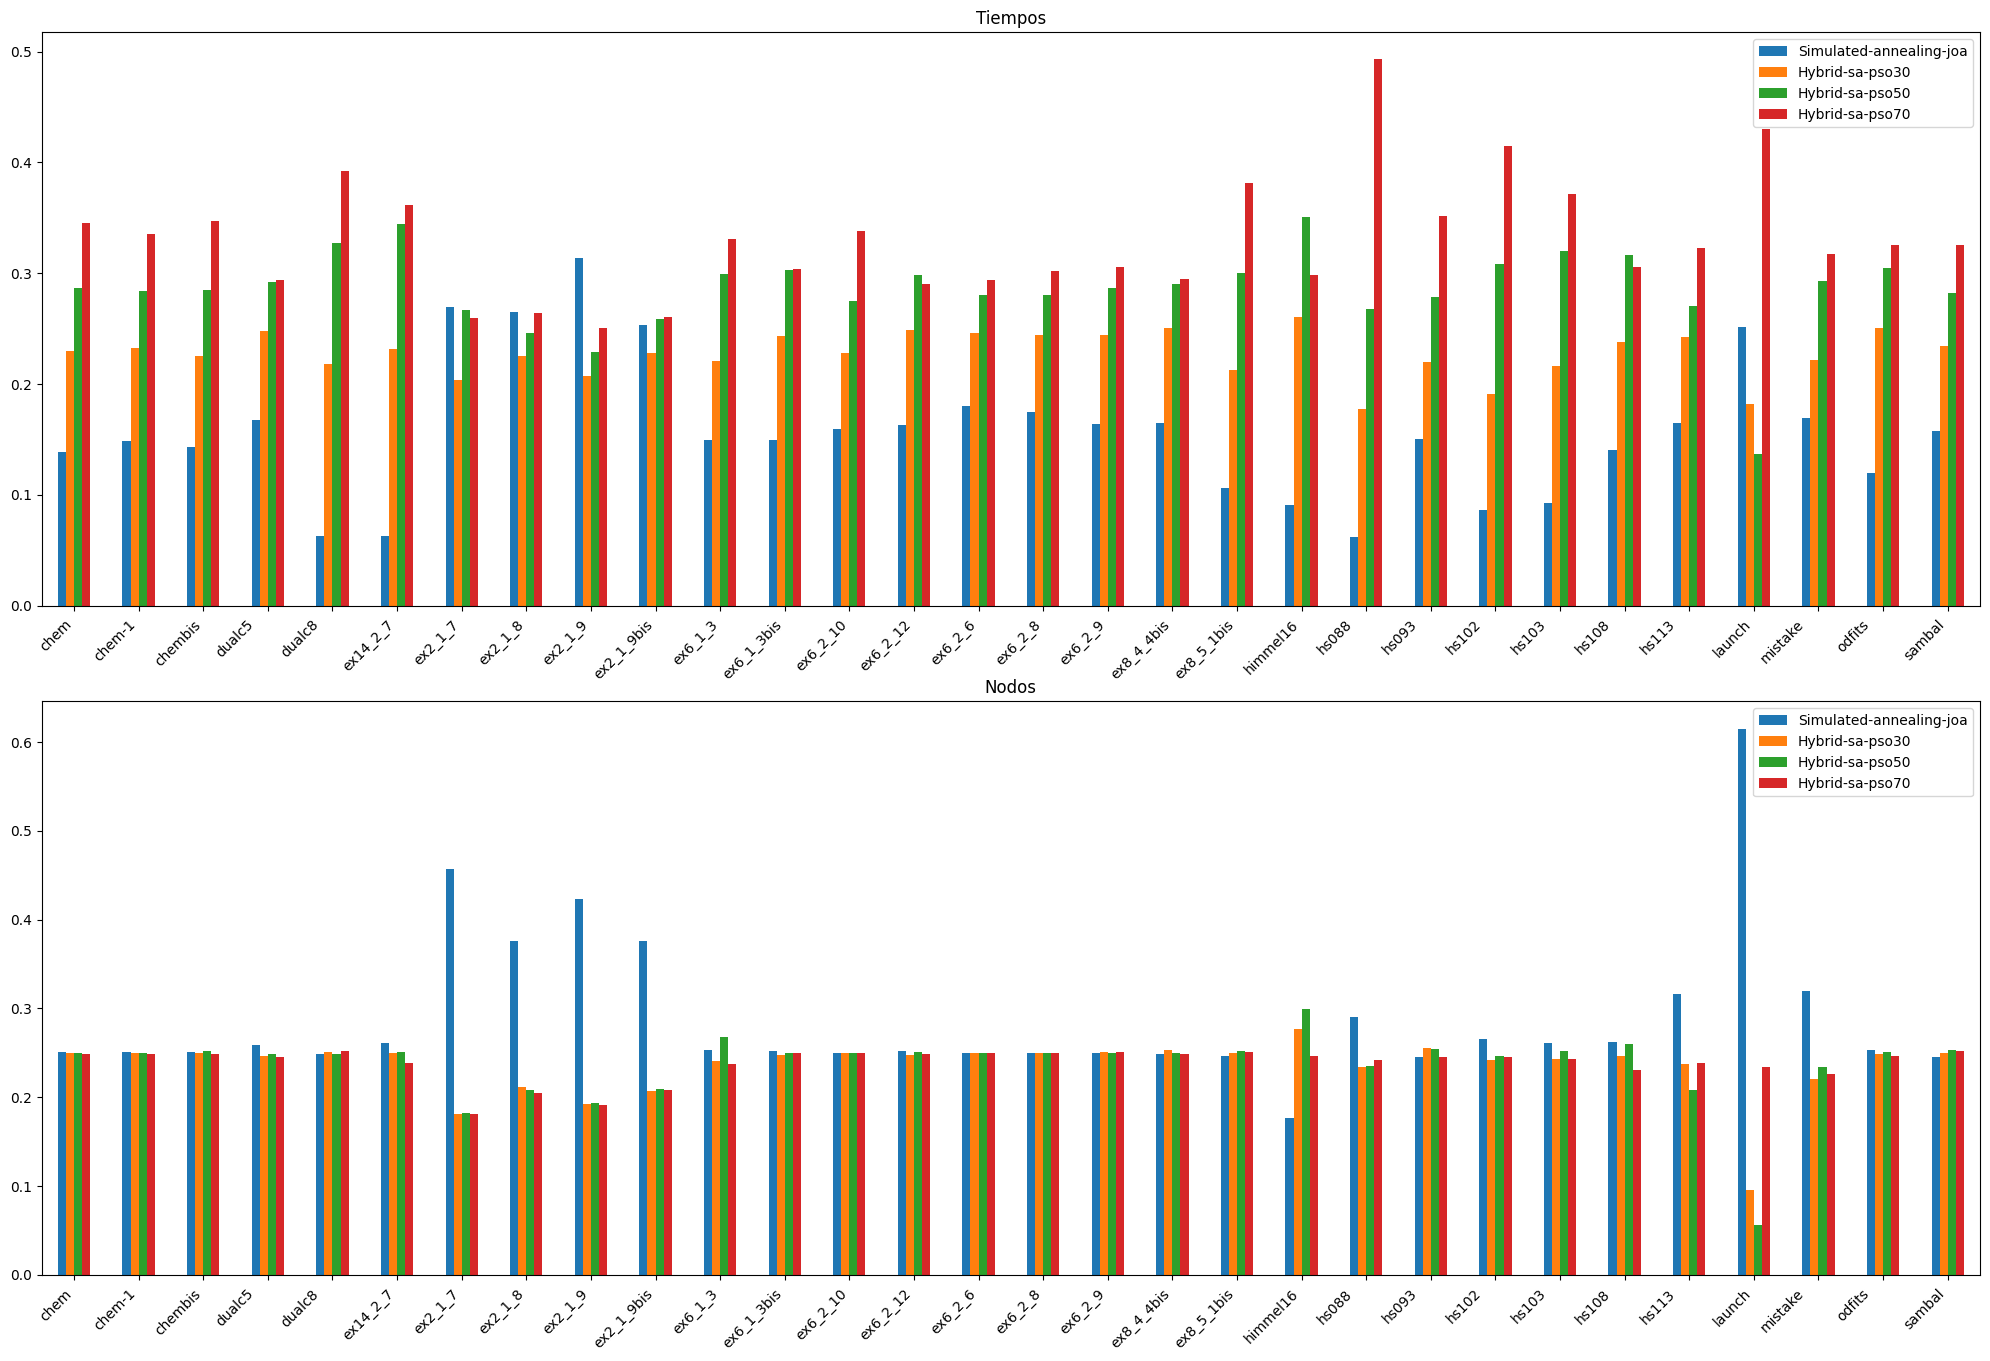 Tiempos
0.5
0.4
0.3
0.2
0.1
0.0
Simulated-annealing-joa
Hybrid-sa-pso30
Hybrid-sa-pso50
Hybrid-sa-pso70
chem
chem-1
chembis
dualc5
dualc8
ex14_2_7
ex2_1_7
ex2_1_8
ex2_1_9
ex2_1_9bis
ex6_1_3
ex6_1_3bis
ex6_2_10
ex6_2_12
ex6_2_6
ex6_2_8
ex6_2_9
ex8_4_4bis
ex8_5_1bis
himmel16
hs088
hs093
hs102
hs103
hs108
hs113
launch
mistake
odfits
sambal
Nodos
0.6
0.5
0.4
0.3
0.2
0.1
0.0
Simulated-annealing-joa
Hybrid-sa-pso30
Hybrid-sa-pso50
Hybrid-sa-pso70
chem
chem-1
chembis
dualc5
dualc8
ex14_2_7
ex2_1_7
ex2_1_8
ex2_1_9
ex2_1_9bis
ex6_1_3
ex6_1_3bis
ex6_2_10
ex6_2_12
ex6_2_6
ex6_2_8
ex6_2_9
ex8_4_4bis
ex8_5_1bis
himmel16
hs088
hs093
hs102
hs103
hs108
hs113
launch
mistake
odfits
sambal